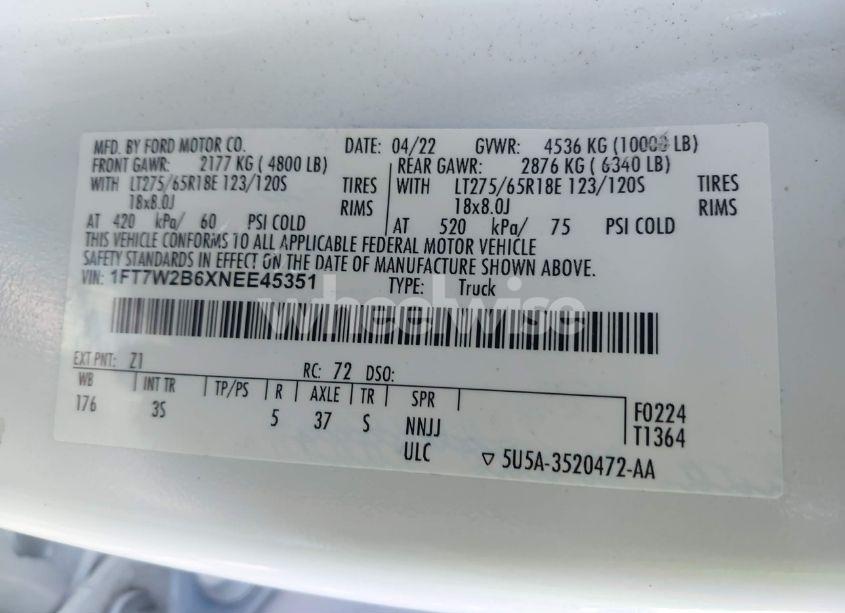 MFD. BY FORD MOTOR CO. DATE: 04/22 GVWR: 4536 KG (10000 LB)
FRONT GAWR: 2177 KG ( 4800 LB) REAR GAWR: 2876 KG ( 6340 LB)
WITH LT275/65R18E 123/120S TIRES WITH LT275/65R18E 123/120S TIRES
18x8.0J RIMS 18x8.0J RIMS
AT 420 kPa/ 60 PSI COLD AT 520 kPa/ 75 PSI COLD
THIS VEHICLE CONFORMS TO ALL APPLICABLE FEDERAL MOTOR VEHICLE
SAFETY STANDARDS IN EFFECT ON THE DATE OF MANUFACTURE SHOWN ABOVE.
VIN: 1FT7W2B6XNEE45351 TYPE: Truck
wheelwise
EXT PNT: Z1 RC: 72 DSO:
WB INT TR TP/PS R AXLE TR SPR
176 3S 5 37 S NNJJ F0224
ULC T1364
▽ 5U5A-3520472-AA